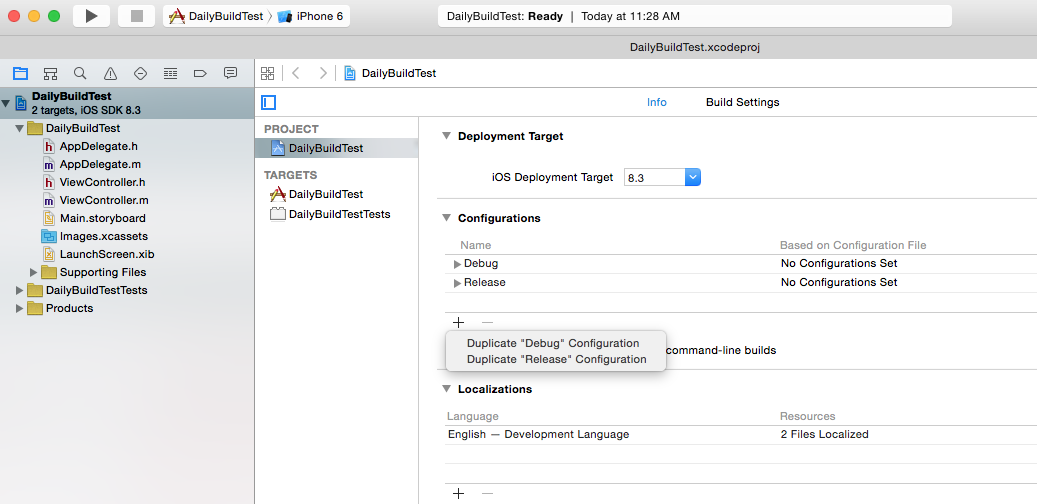 DailyBuildTest
iPhone 6
DailyBuildTest: Ready | Today at 11:28 AM
DailyBuildTest.xcodeproj
DailyBuildTest
DailyBuildTest
2 targets, iOS SDK 8.3
DailyBuildTest
h AppDelegate.h
m AppDelegate.m
h ViewController.h
m ViewController.m
Main.storyboard
Images.xcassets
LaunchScreen.xib
Supporting Files
DailyBuildTestTests
Products
Info Build Settings
PROJECT
DailyBuildTest
TARGETS
DailyBuildTest
DailyBuildTestTests
Deployment Target
iOS Deployment Target 8.3
Configurations
Name Based on Configuration File
Debug No Configurations Set
Release No Configurations Set
Duplicate "Debug" Configuration
Duplicate "Release" Configuration
command-line builds
Localizations
Language Resources
English — Development Language 2 Files Localized